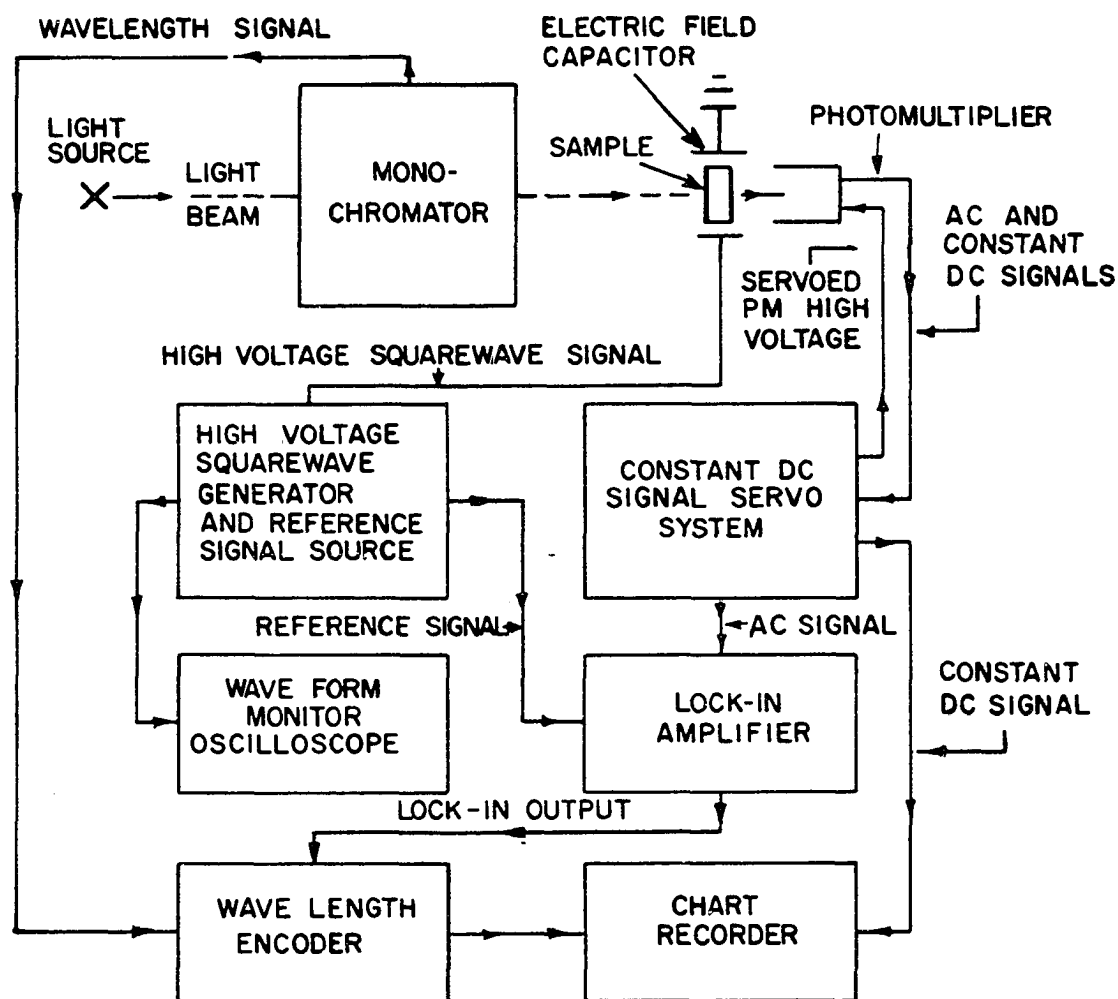 WAVELENGTH SIGNAL
ELECTRIC FIELD
CAPACITOR
PHOTOMULTIPLIER
LIGHT
SOURCE
LIGHT
BEAM
MONO-
CHROMATOR
SAMPLE
AC AND
CONSTANT
DC SIGNALS
SERVOED
PM HIGH
VOLTAGE
HIGH VOLTAGE SQUAREWAVE SIGNAL
HIGH VOLTAGE
SQUAREWAVE
GENERATOR
AND REFERENCE
SIGNAL SOURCE
CONSTANT DC
SIGNAL SERVO
SYSTEM
REFERENCE SIGNAL
AC SIGNAL
WAVE FORM
MONITOR
OSCILLOSCOPE
LOCK-IN
AMPLIFIER
CONSTANT
DC SIGNAL
LOCK-IN OUTPUT
WAVE LENGTH
ENCODER
CHART
RECORDER